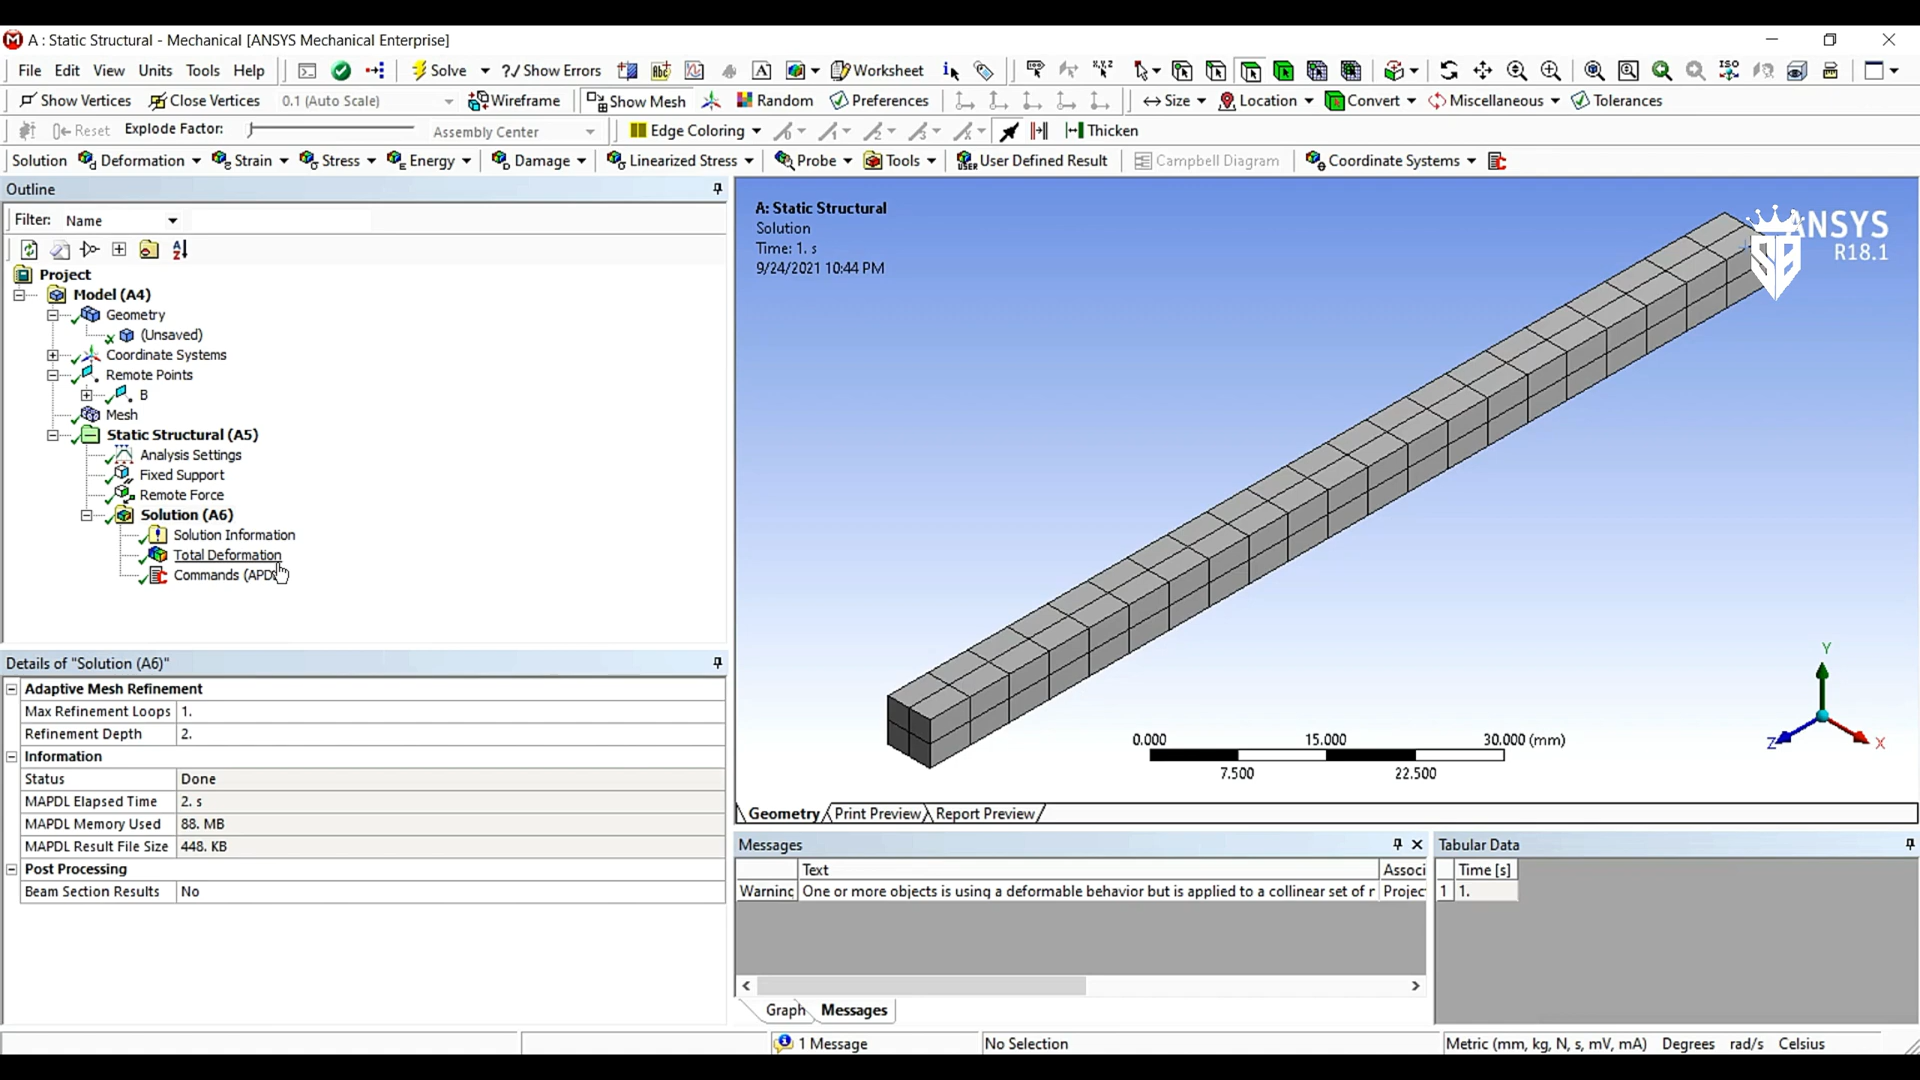 A : Static Structural - Mechanical [ANSYS Mechanical Enterprise]
File Edit View Units Tools Help Solve ?/ Show Errors Worksheet
Show Vertices Close Vertices 0.1 (Auto Scale) Wireframe Show Mesh Random Preferences Size Location Convert Miscellaneous Tolerances
Reset Explode Factor: Assembly Center Edge Coloring Thicken
Solution Deformation Strain Stress Energy Damage Linearized Stress Probe Tools User Defined Result Campbell Diagram Coordinate Systems
Outline
Filter: Name
Project
Model (A4)
Geometry
(Unsaved)
Coordinate Systems
Remote Points
B
Mesh
Static Structural (A5)
Analysis Settings
Fixed Support
Remote Force
Solution (A6)
Solution Information
Total Deformation
Commands (APDL
Details of "Solution (A6)"
Adaptive Mesh Refinement
Max Refinement Loops 1.
Refinement Depth 2.
Information
Status Done
MAPDL Elapsed Time 2. s
MAPDL Memory Used 88. MB
MAPDL Result File Size 448. KB
Post Processing
Beam Section Results No
A: Static Structural
Solution
Time: 1. s
9/24/2021 10:44 PM
ANSYS
R18.1
SB
Y
Z X
0.000 15.000 30.000 (mm)
7.500 22.500
Geometry Print Preview Report Preview
Messages
Text Associ
Warninc One or more objects is using a deformable behavior but is applied to a collinear set of r Projec
Graph Messages
Tabular Data
Time [s]
1 1.
1 Message No Selection Metric (mm, kg, N, s, mV, mA) Degrees rad/s Celsius